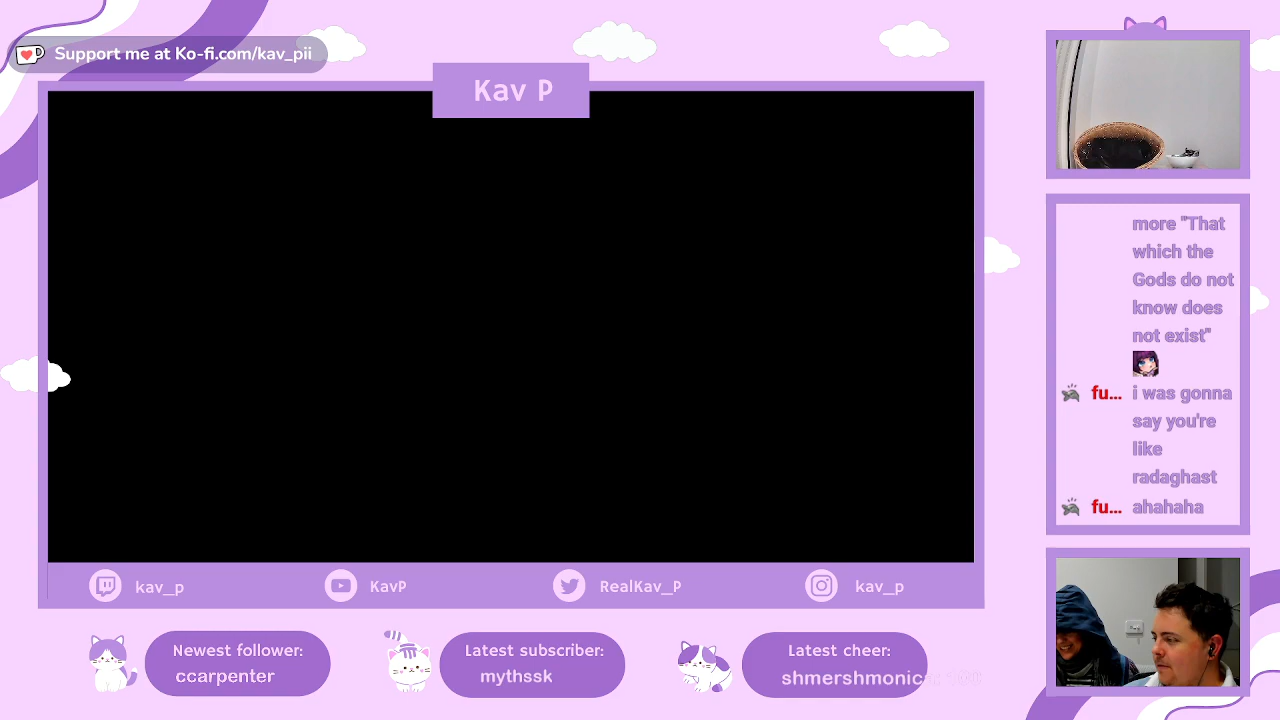 Support me at Ko-fi.com/kav_pii
Kav P
more "That
which the
Gods do not
know does
not exist"
fu... i was gonna
say you're
like
radaghast
fu... ahahaha
kav_p
KavP
RealKav_P
kav_p
Newest follower:
ccarpenter
Latest subscriber:
mythssk
Latest cheer:
shmershmonica: